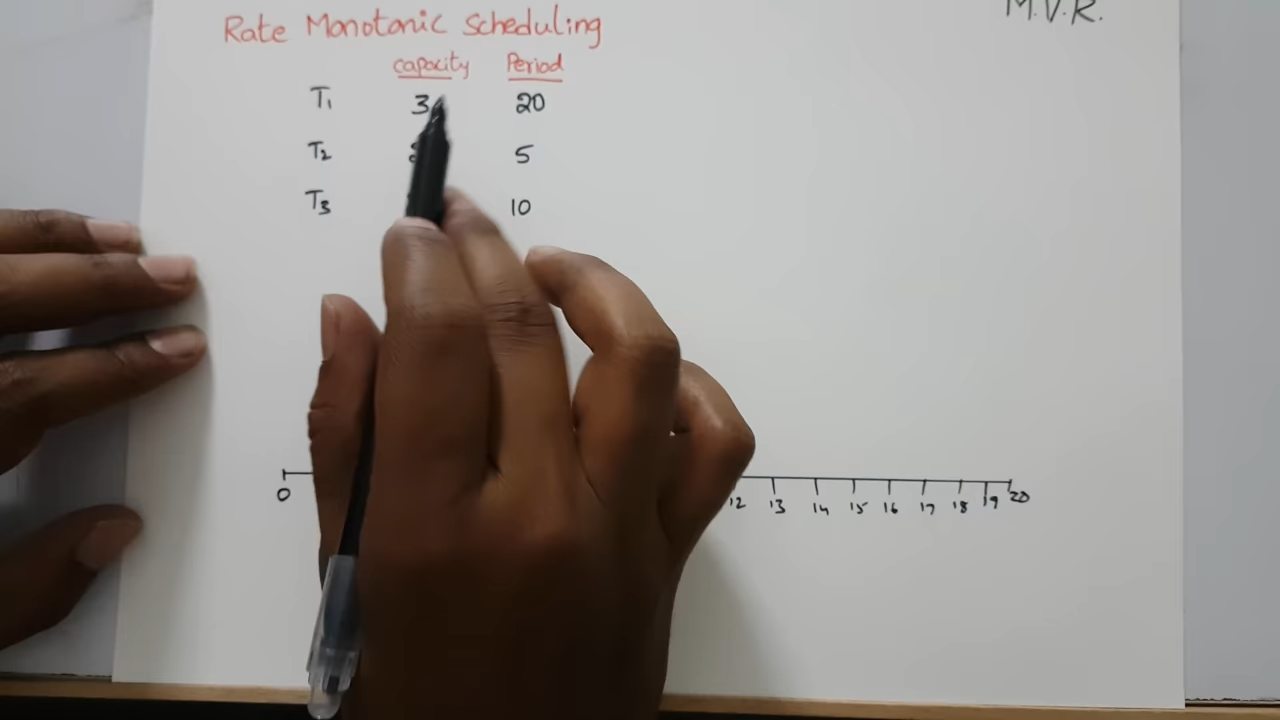 M.V.R.
Rate Monotonic Scheduling
capacity Period
T1 3 20
T2 5
T3 10
0 12 13 14 15 16 17 18 19 20